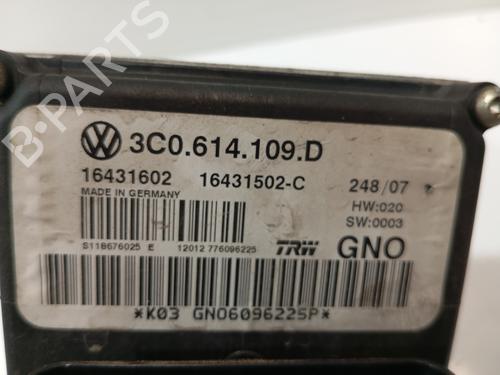 3C0.614.109.D
16431602 16431502-C 248/07
MADE IN GERMANY HW:020
SW:0003
S118676025 E 12012 776096225 TRW GNO
*K03 GNO6096225P*
B-PARTS